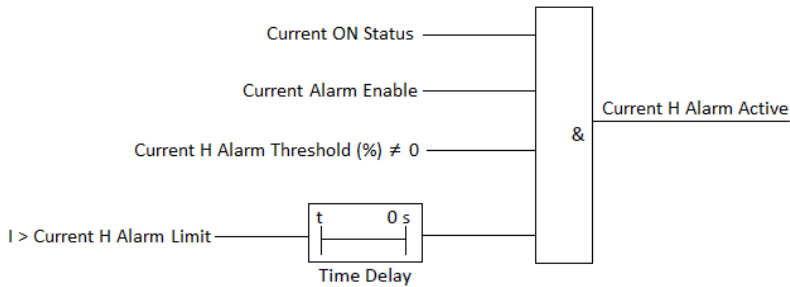 Current ON Status
Current Alarm Enable
Current H Alarm Active
&
Current H Alarm Threshold (%) ≠ 0
t 0 s
I > Current H Alarm Limit
Time Delay